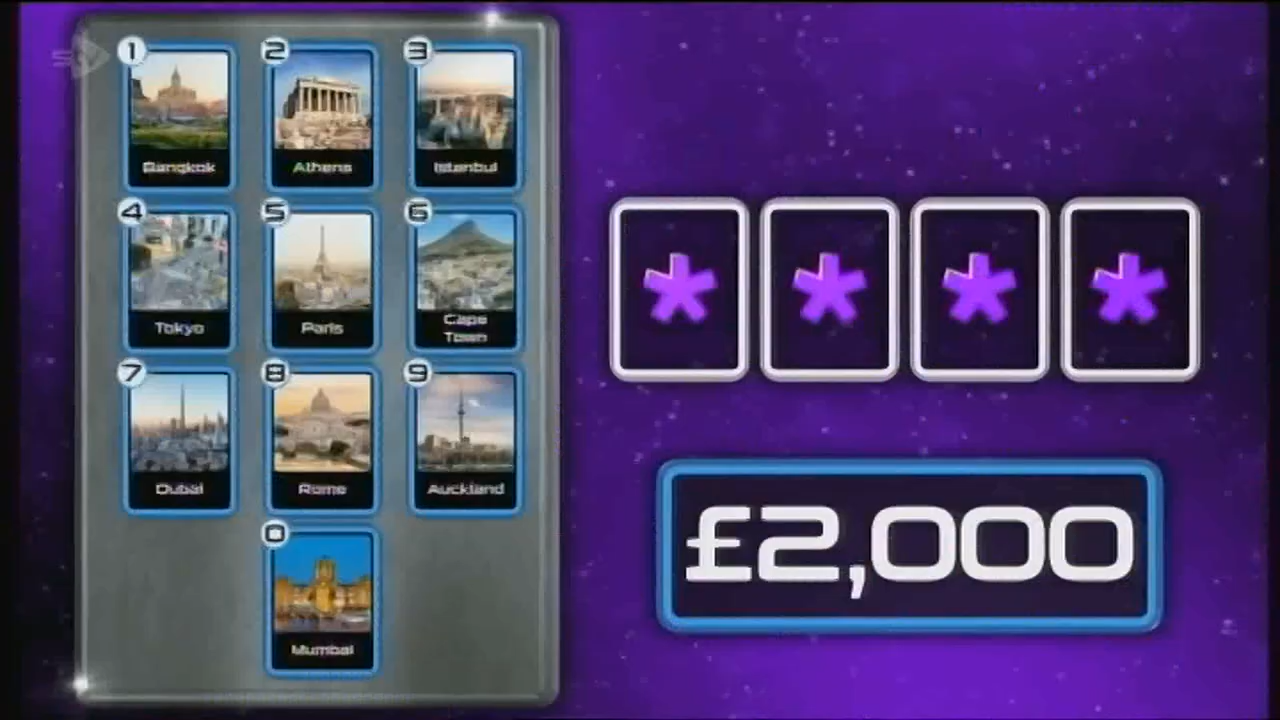 STV
1
2
3
Bangkok
Athens
Istanbul
4
5
6
Tokyo
Paris
Cape
Town
7
8
9
Dubai
Rome
Auckland
0
Mumbai
* * * *
£2,000